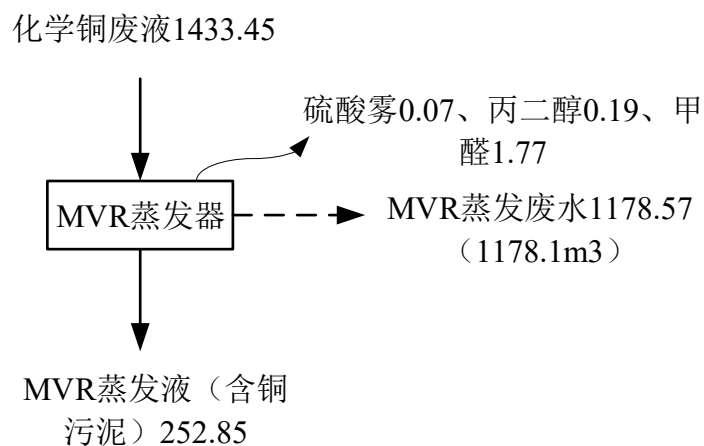 化学铜废液1433.45
硫酸雾0.07、丙二醇0.19、甲
醛1.77
MVR蒸发器
MVR蒸发废水1178.57
（1178.1m3）
MVR蒸发液（含铜
污泥）252.85